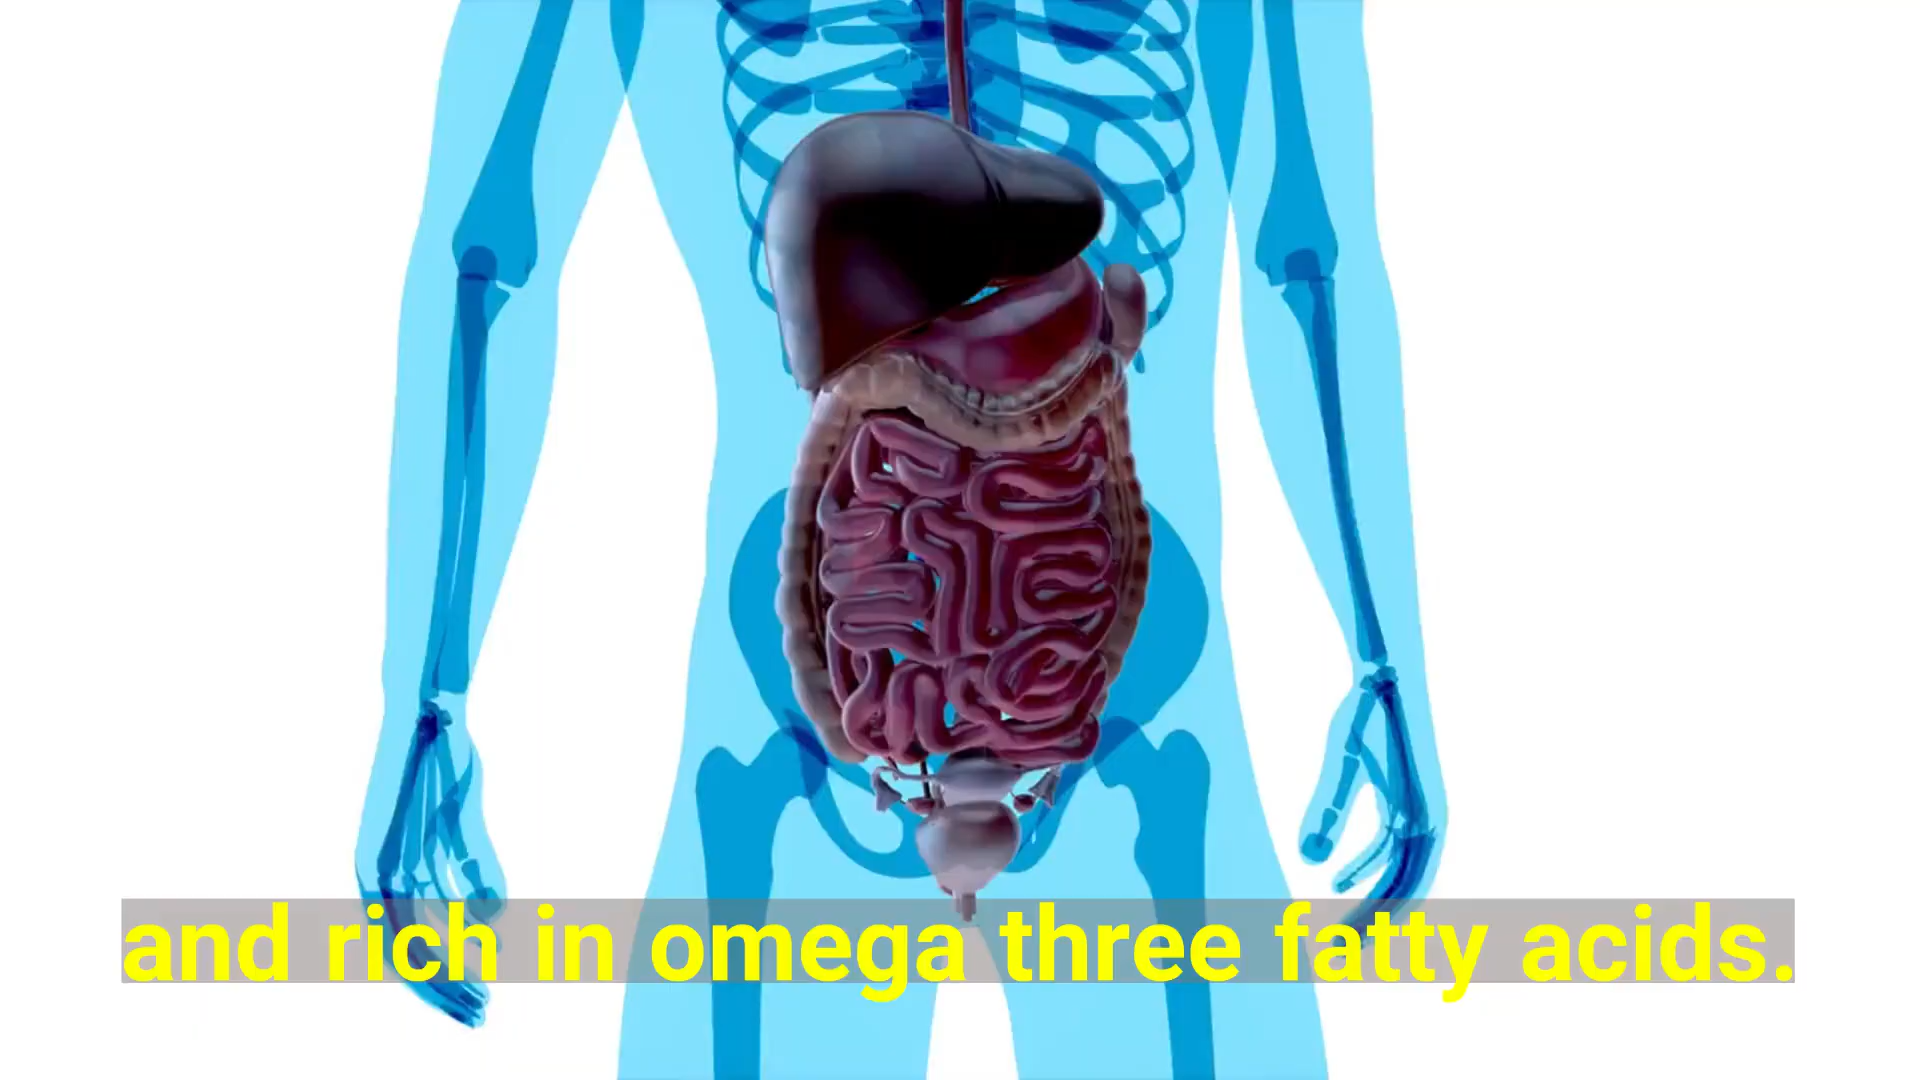 and rich in omega three fatty acids.